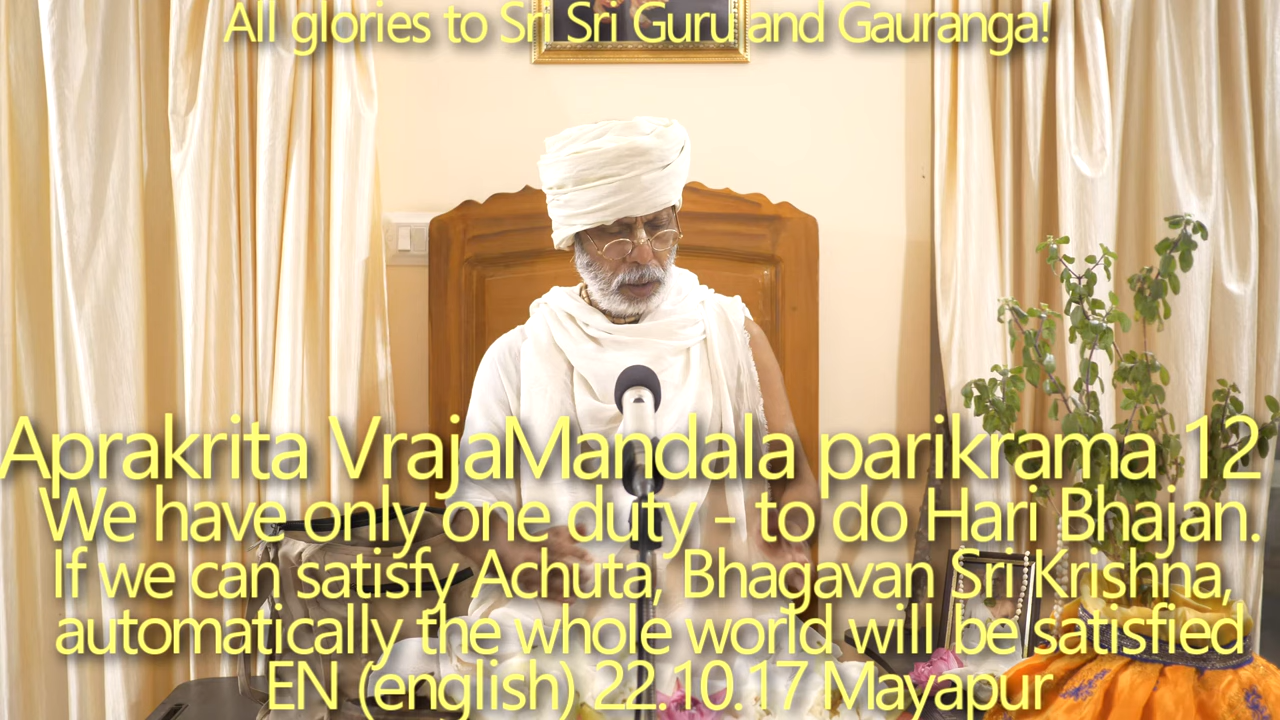 All glories to Sri Sri Guru and Gauranga!
Aprakrita VrajaMandala parikrama 12
We have only one duty - to do Hari Bhajan.
If we can satisfy Achuta, Bhagavan Sri Krishna,
automatically the whole world will be satisfied
EN (english) 22.10.17 Mayapur